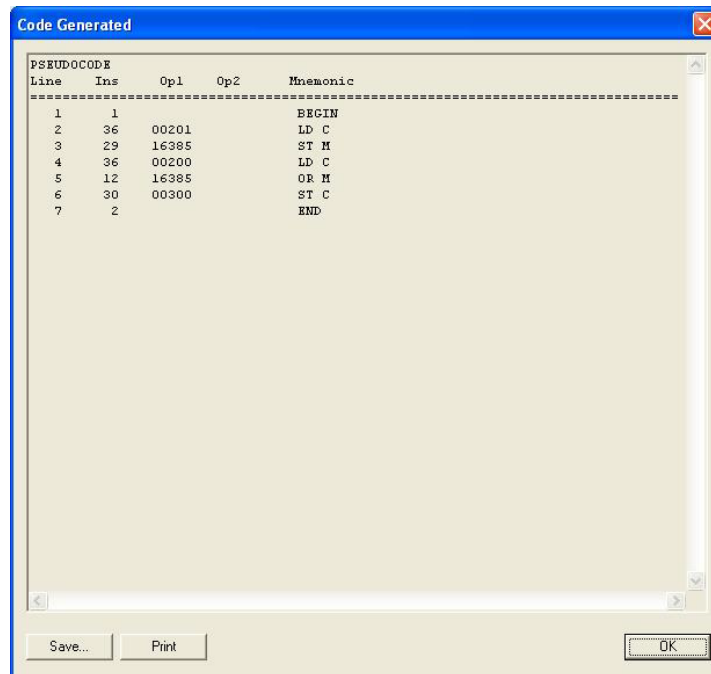 Code Generated
PSEUDOCODE
Line Ins Op1 Op2 Mnemonic
================================================================================
1 1 BEGIN
2 36 00201 LD C
3 29 16385 ST M
4 36 00200 LD C
5 12 16385 OR M
6 30 00300 ST C
7 2 END
Save... Print OK